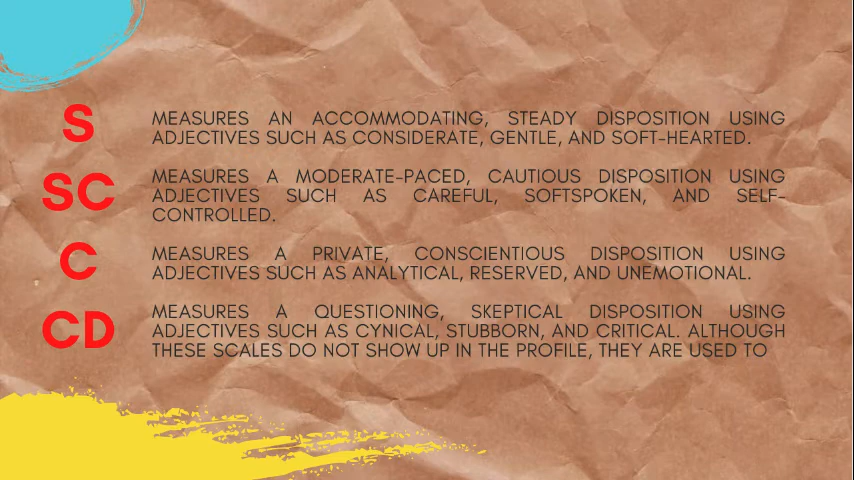 S
MEASURES AN ACCOMMODATING, STEADY DISPOSITION USING
ADJECTIVES SUCH AS CONSIDERATE, GENTLE, AND SOFT-HEARTED.
SC
MEASURES A MODERATE-PACED, CAUTIOUS DISPOSITION USING
ADJECTIVES SUCH AS CAREFUL, SOFTSPOKEN, AND SELF-
CONTROLLED.
C
MEASURES A PRIVATE, CONSCIENTIOUS DISPOSITION USING
ADJECTIVES SUCH AS ANALYTICAL, RESERVED, AND UNEMOTIONAL.
CD
MEASURES A QUESTIONING, SKEPTICAL DISPOSITION USING
ADJECTIVES SUCH AS CYNICAL, STUBBORN, AND CRITICAL. ALTHOUGH
THESE SCALES DO NOT SHOW UP IN THE PROFILE, THEY ARE USED TO